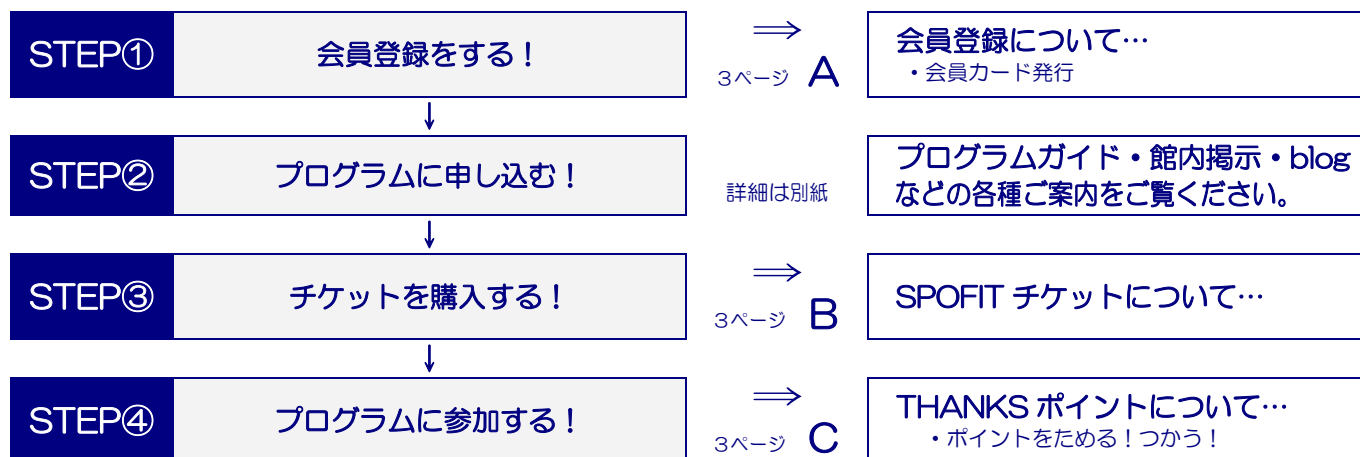 STEP① 会員登録をする！ ⇒ 会員登録について…
3ページ A ・会員カード発行
↓
STEP② プログラムに申し込む！ 詳細は別紙 プログラムガイド・館内掲示・blog
などの各種ご案内をご覧ください。
↓
STEP③ チケットを購入する！ ⇒ SPOFIT チケットについて…
3ページ B
↓
STEP④ プログラムに参加する！ ⇒ THANKS ポイントについて…
3ページ C ・ポイントをためる！つかう！